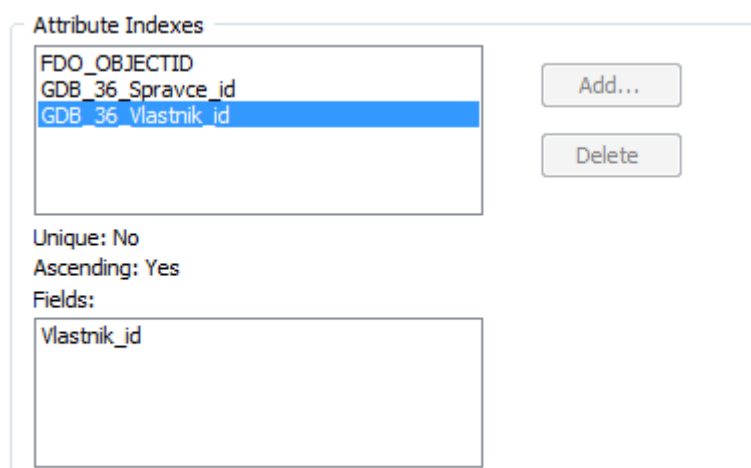 Attribute Indexes
FDO_OBJECTID
GDB_36_Spravce_id
GDB_36_Vlastnik_id
Add...
Delete
Unique: No
Ascending: Yes
Fields:
Vlastnik_id